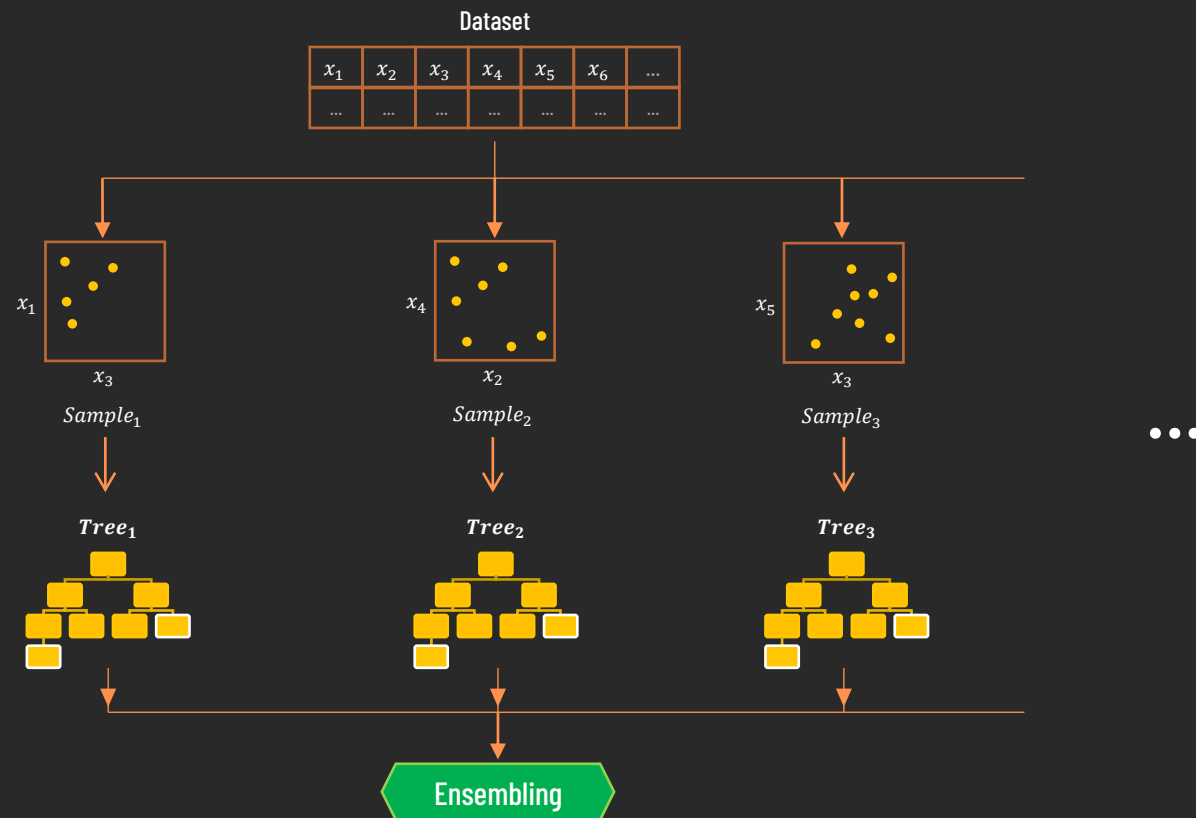 Dataset
x₁ x₂ x₃ x₄ x₅ x₆ ...
... ... ... ... ... ... ...
x₁ x₄ x₅
x₃ x₂ x₃
Sample₁ Sample₂ Sample₃
Tree₁ Tree₂ Tree₃
Ensembling